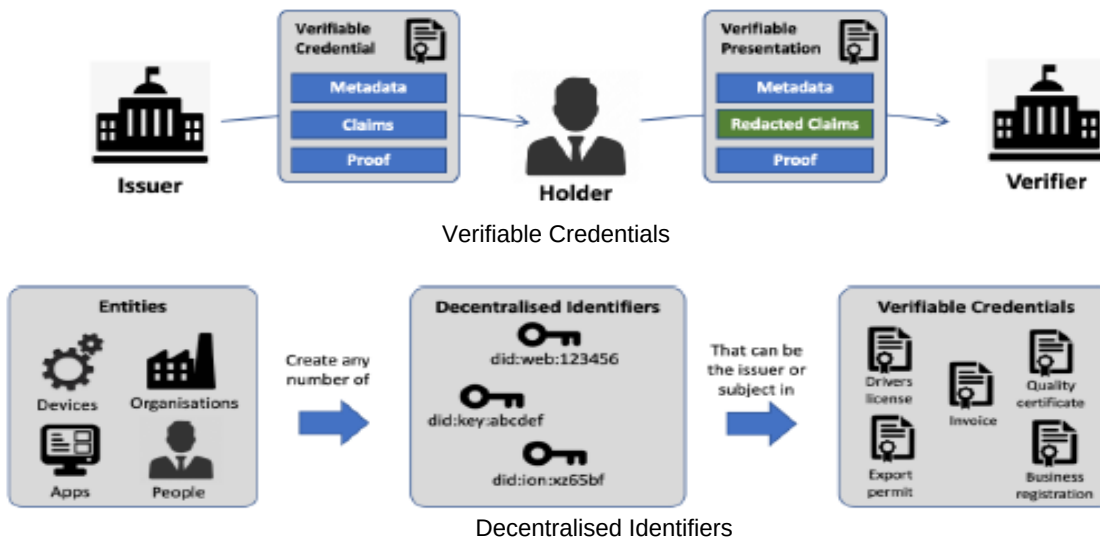 Verifiable
Credential
Metadata
Claims
Proof
Issuer
Holder
Verifiable
Presentation
Metadata
Redacted Claims
Proof
Verifier
Verifiable Credentials
Entities
Devices
Organisations
Apps
People
Create any
number of
Decentralised Identifiers
did:web:123456
did:key:abcdef
did:ion:xz65bf
That can be
the issuer or
subject in
Verifiable Credentials
Drivers
license
Invoice
Quality
certificate
Export
permit
Business
registration
Decentralised Identifiers